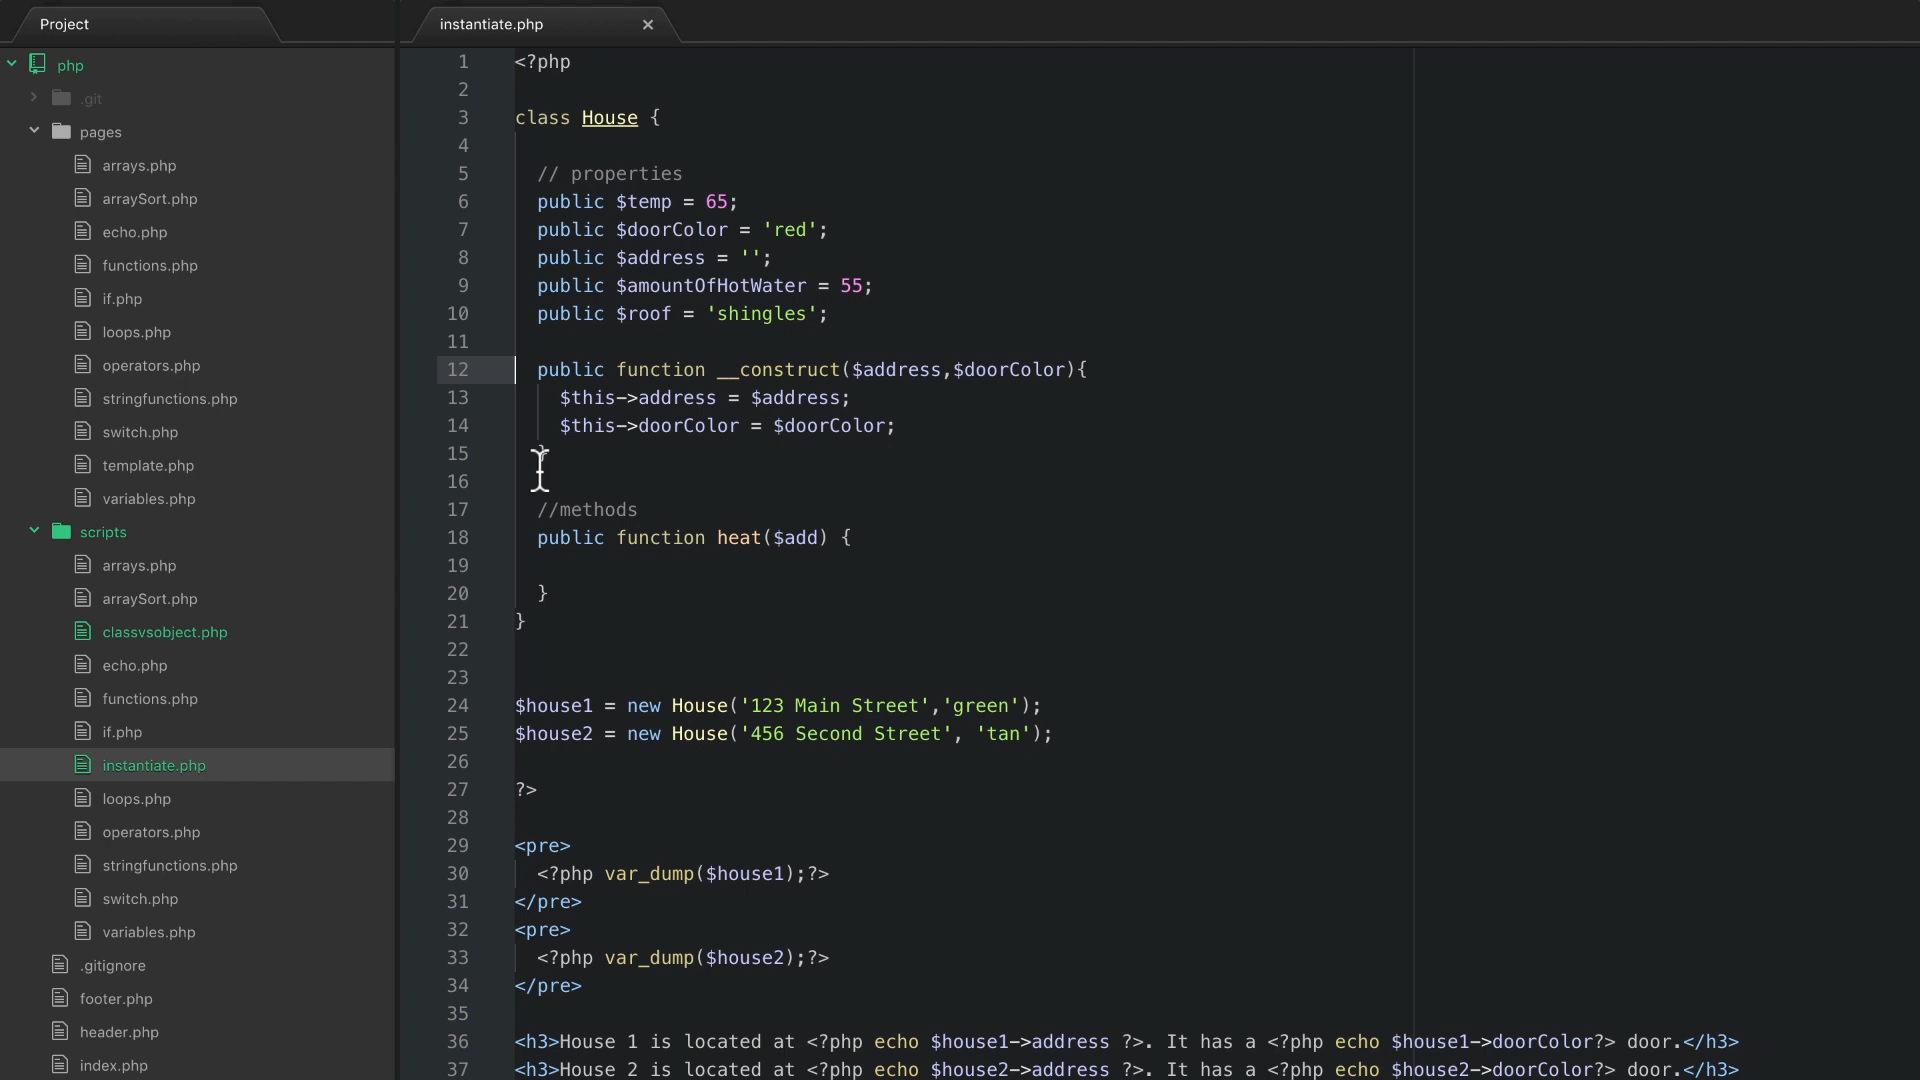 Project
php
.git
pages
arrays.php
arraySort.php
echo.php
functions.php
if.php
loops.php
operators.php
stringfunctions.php
switch.php
template.php
variables.php
scripts
arrays.php
arraySort.php
classvsobject.php
echo.php
functions.php
if.php
instantiate.php
loops.php
operators.php
stringfunctions.php
switch.php
variables.php
.gitignore
footer.php
header.php
index.php
instantiate.php ×
1 <?php
2
3 class House {
4
5   // properties
6   public $temp = 65;
7   public $doorColor = 'red';
8   public $address = '';
9   public $amountOfHotWater = 55;
10   public $roof = 'shingles';
11
12   public function __construct($address,$doorColor){
13     $this->address = $address;
14     $this->doorColor = $doorColor;
15   }
16
17   //methods
18   public function heat($add) {
19
20   }
21 }
22
23
24 $house1 = new House('123 Main Street','green');
25 $house2 = new House('456 Second Street', 'tan');
26
27 ?>
28
29 <pre>
30   <?php var_dump($house1);?>
31 </pre>
32 <pre>
33   <?php var_dump($house2);?>
34 </pre>
35
36 <h3>House 1 is located at <?php echo $house1->address ?>. It has a <?php echo $house1->doorColor?> door.</h3>
37 <h3>House 2 is located at <?php echo $house2->address ?>. It has a <?php echo $house2->doorColor?> door.</h3>